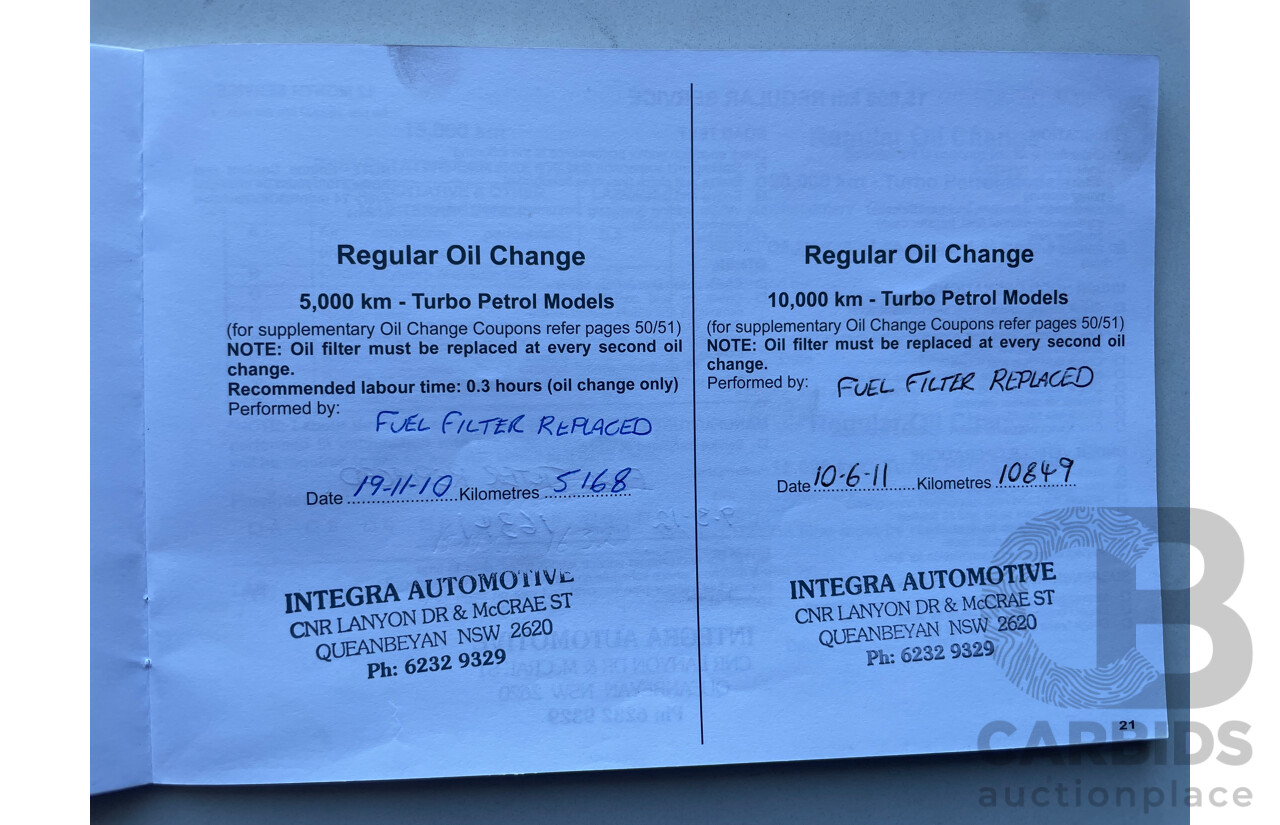 Regular Oil Change
5,000 km - Turbo Petrol Models
(for supplementary Oil Change Coupons refer pages 50/51)
NOTE: Oil filter must be replaced at every second oil
change.
Recommended labour time: 0.3 hours (oil change only)
Performed by:
FUEL FILTER REPLACED
Date 19-11-10 Kilometres 5168
INTEGRA AUTOMOTIVE
CNR LANYON DR & McCRAE ST
QUEANBEYAN NSW 2620
Ph: 6232 9329
Regular Oil Change
10,000 km - Turbo Petrol Models
(for supplementary Oil Change Coupons refer pages 50/51)
NOTE: Oil filter must be replaced at every second oil
change.
Performed by: FUEL FILTER REPLACED
Date 10-6-11 Kilometres 10849
INTEGRA AUTOMOTIVE
CNR LANYON DR & McCRAE ST
QUEANBEYAN NSW 2620
Ph: 6232 9329
21
CARBIDS
auctionplace